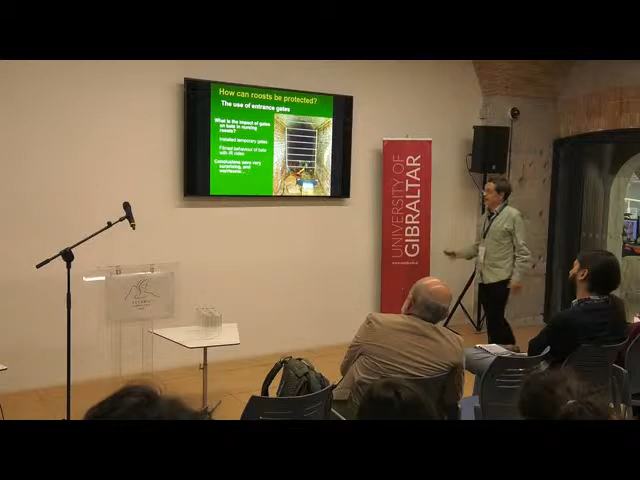 How can roosts be protected?
The use of entrance gates
What is the impact of gates
on bats in nursing
roosts?
Installed temporary gates
Filmed behaviour of bats
with IR video
Conclusions were very
surprising, and
UNIVERSITY OF
GIBRALTAR